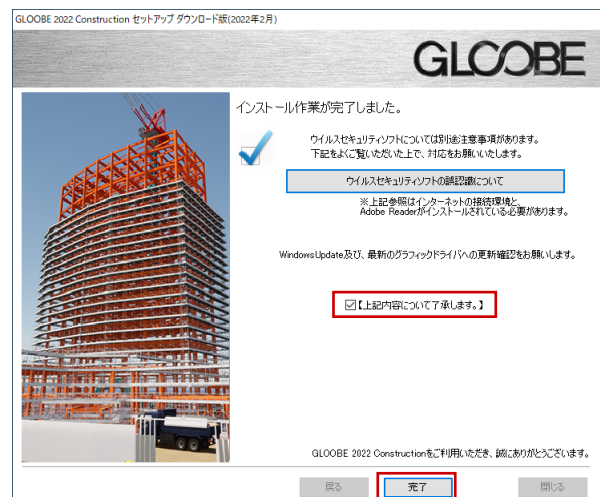 GLOOBE 2022 Construction セットアップ ダウンロード版(2022年2月)
GLOOBE
インストール作業が完了しました。
ウイルスセキュリティソフトについては別途注意事項があります。
下記をよくご覧いただいた上で、対応をお願いいたします。
ウイルスセキュリティソフトの誤認識について
※上記参照はインターネットの接続環境と、
Adobe Readerがインストールされている必要があります。
WindowsUpdate及び、最新のグラフィックドライバへの更新確認をお願いします。
【上記内容について了承します。】
GLOOBE 2022 Constructionをご利用いただき、誠にありがとうございます。
戻る
完了
閉じる